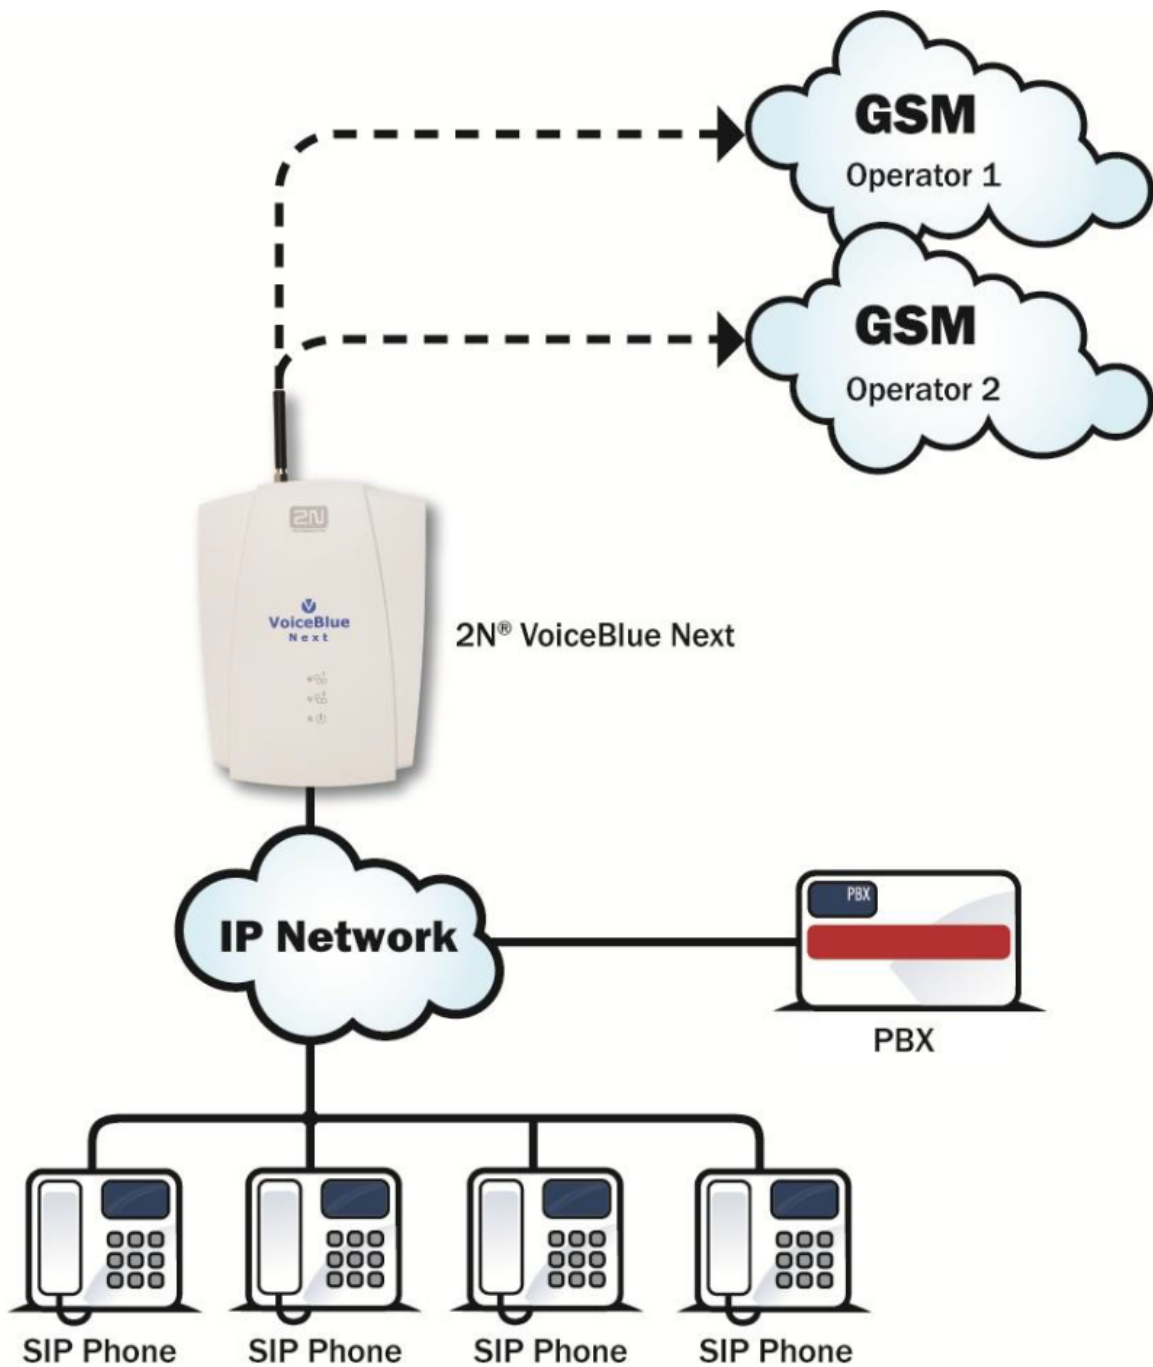 GSM
Operator 1
GSM
Operator 2
2N
VoiceBlue
Next
2N® VoiceBlue Next
IP Network
PBX
PBX
SIP Phone
SIP Phone
SIP Phone
SIP Phone